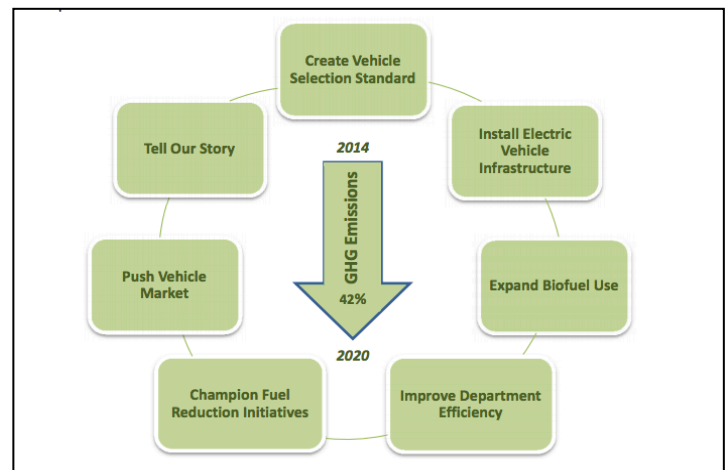 Create Vehicle
Selection Standard
Install Electric
Vehicle
Infrastructure
Expand Biofuel Use
Improve Department
Efficiency
Champion Fuel
Reduction Initiatives
Push Vehicle
Market
Tell Our Story
2014
GHG Emissions
42%
2020